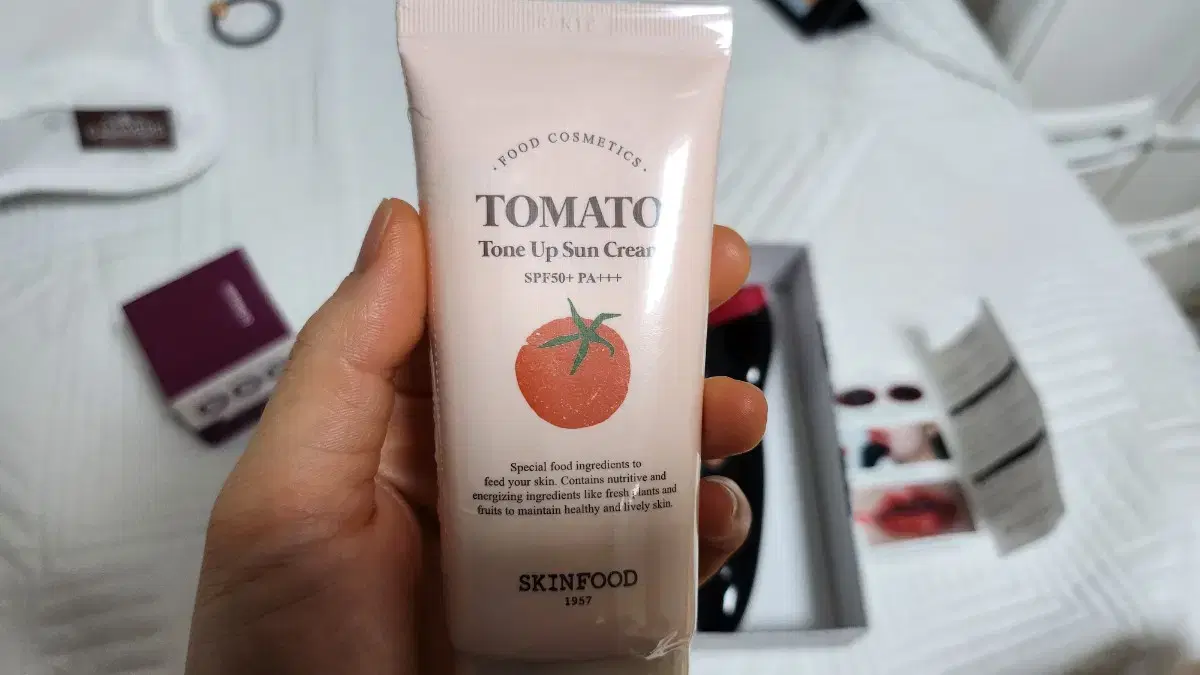 · FOOD COSMETICS ·
TOMATO
Tone Up Sun Cream
SPF50+ PA+++
Special food ingredients to
feed your skin. Contains nutritive and
energizing ingredients like fresh plants and
fruits to maintain healthy and lively skin.
SKINFOOD
1957